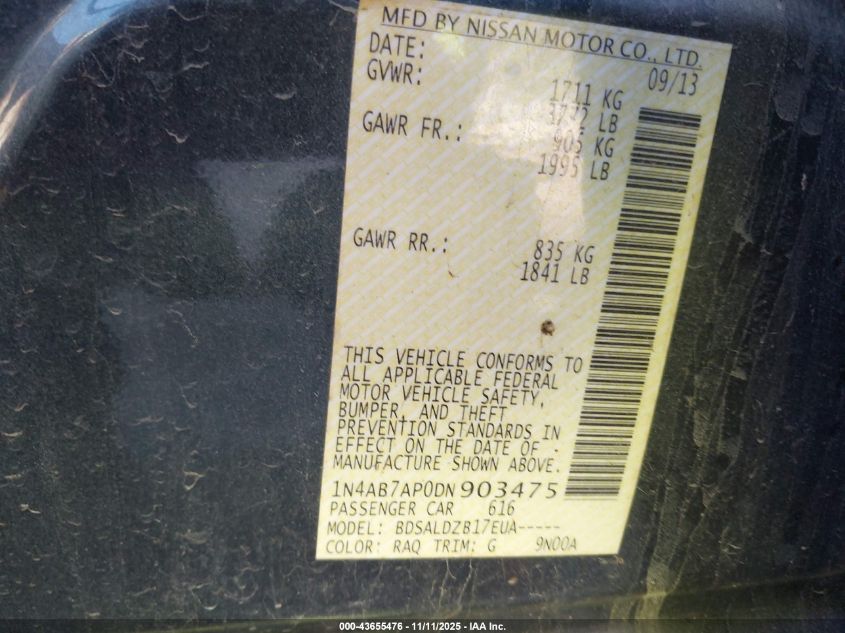 MFD BY NISSAN MOTOR CO., LTD.
DATE: 09/13
GVWR: 1711 KG
3772 LB
GAWR FR.: 905 KG
1995 LB
GAWR RR.: 835 KG
1841 LB
THIS VEHICLE CONFORMS TO
ALL APPLICABLE FEDERAL
MOTOR VEHICLE SAFETY,
BUMPER, AND THEFT
PREVENTION STANDARDS IN
EFFECT ON THE DATE OF
MANUFACTURE SHOWN ABOVE.
1N4AB7AP0DN903475
PASSENGER CAR 616
MODEL: BDSALDZB17EUA-----
COLOR: RAQ TRIM: G 9N00A
000-43655476 - 11/11/2025 - IAA Inc.